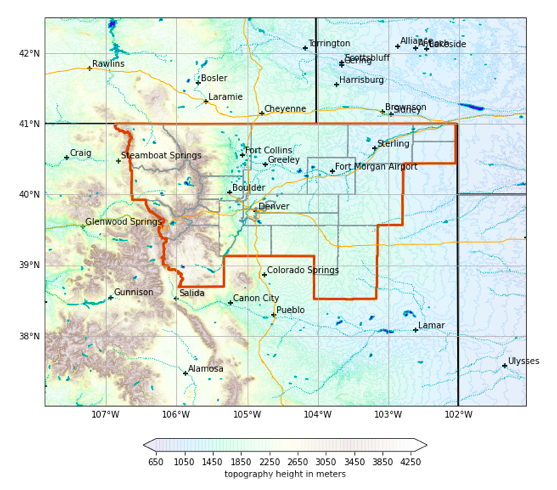 42°N
41°N
40°N
39°N
38°N
Torrington
Alliance
Lakeside
Scottsbluff
Gering
Rawlins
Harrisburg
Bosler
Laramie
Cheyenne
Brownson
Sidney
Craig
Steamboat Springs
Fort Collins
Greeley
Sterling
Fort Morgan Airport
Boulder
Denver
Glenwood Springs
Colorado Springs
Gunnison
Salida
Canon City
Pueblo
Lamar
Alamosa
Ulysses
107°W 106°W 105°W 104°W 103°W 102°W
650 1050 1450 1850 2250 2650 3050 3450 3850 4250
topography height in meters